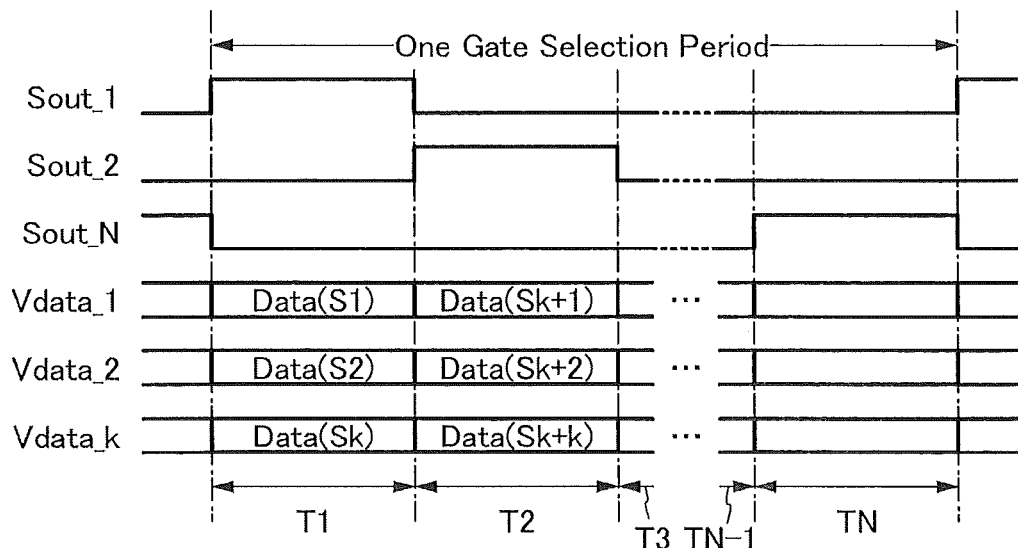 One Gate Selection Period
Sout_1
Sout_2
Sout_N
Vdata_1 Data(S1) Data(Sk+1) ...
Vdata_2 Data(S2) Data(Sk+2) ...
Vdata_k Data(Sk) Data(Sk+k) ...
T1 T2 T3 TN-1 TN